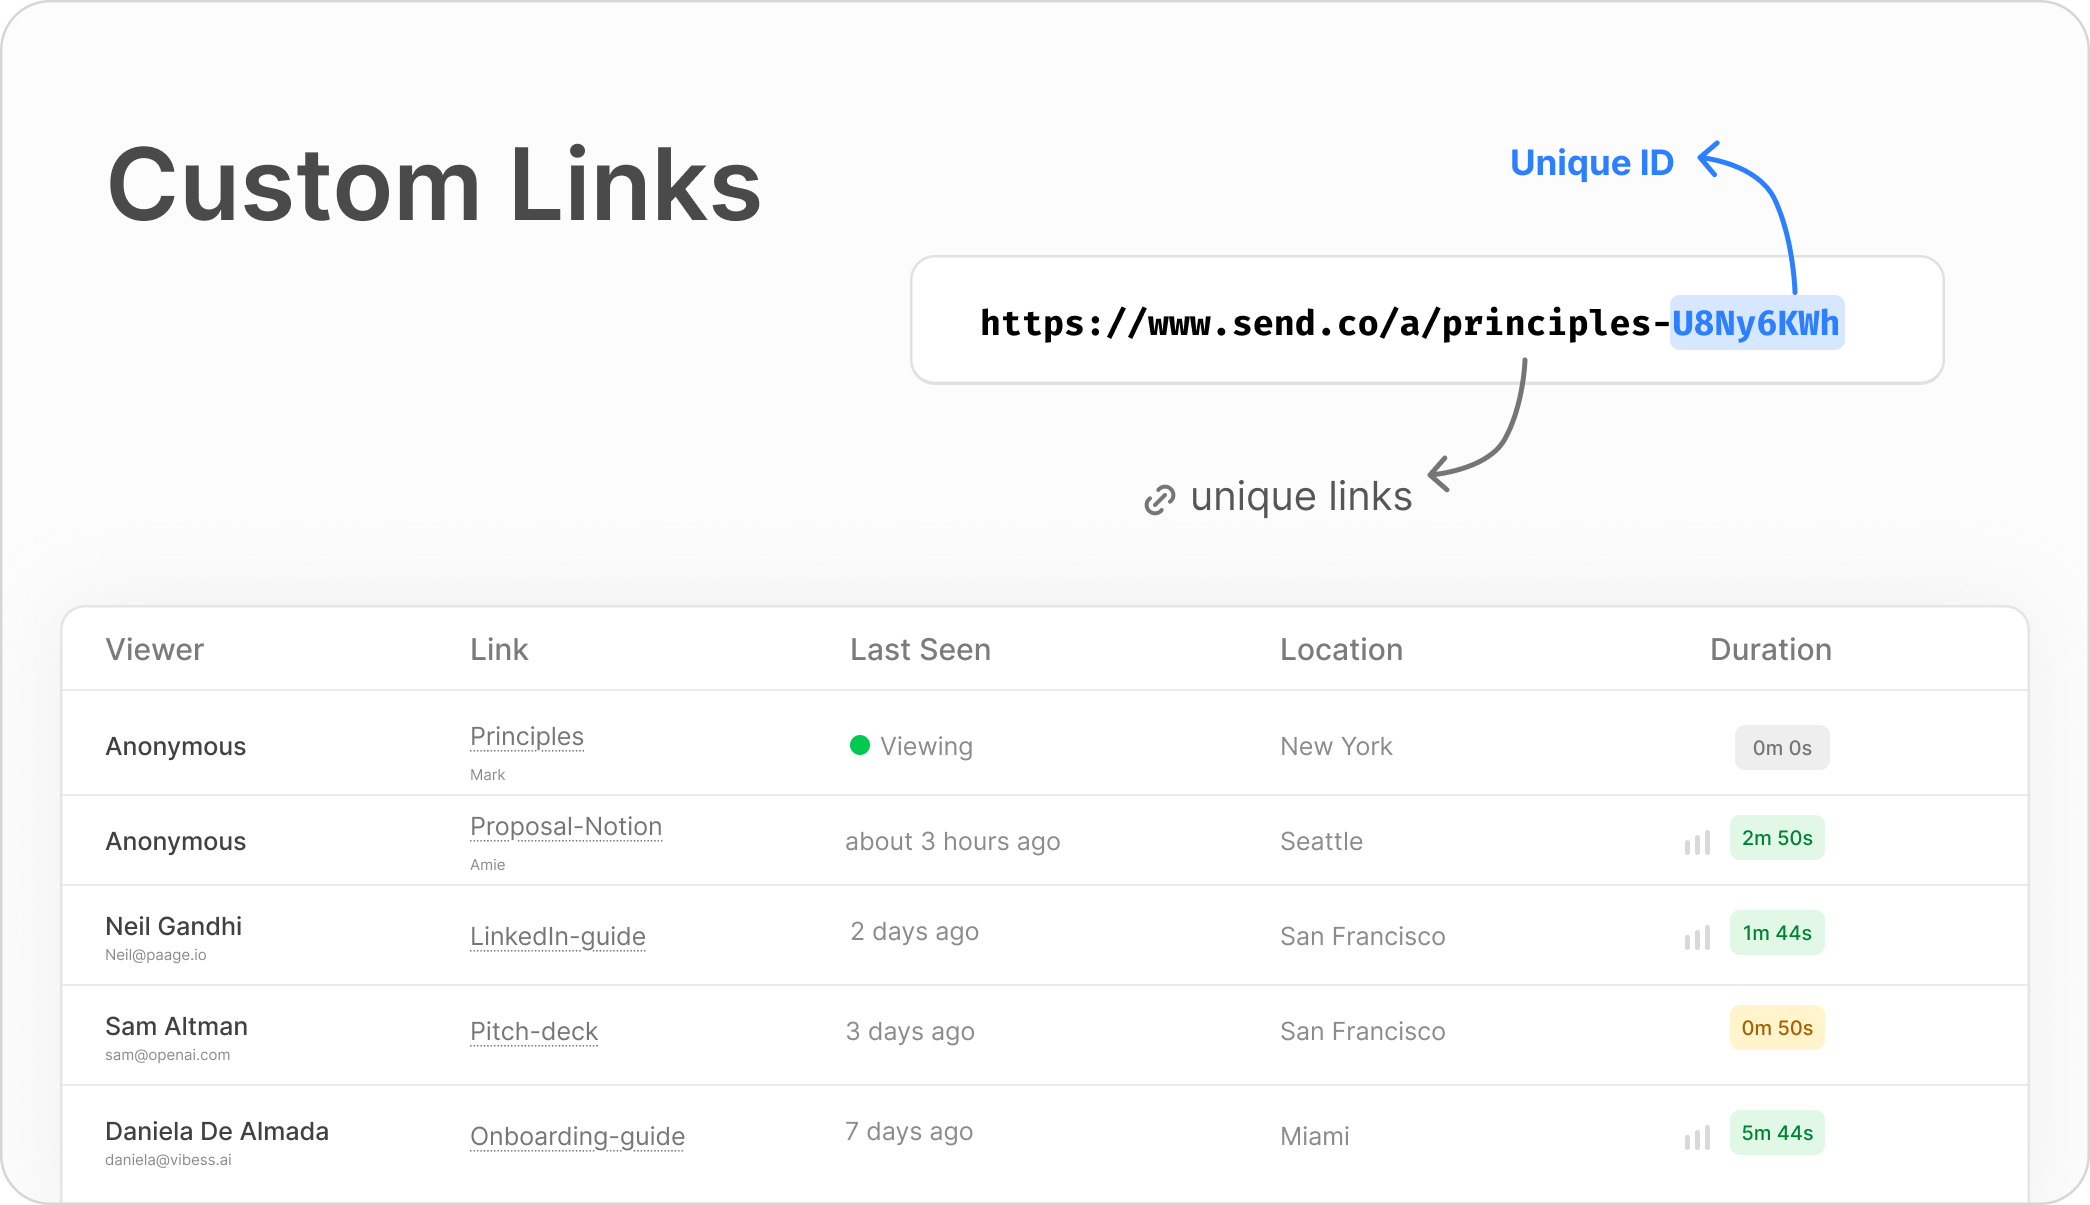 Custom Links
Unique ID
https://www.send.co/a/principles-U8Ny6KWh
unique links
Viewer Link Last Seen Location Duration
Anonymous Principles Viewing New York 0m 0s
Mark
Anonymous Proposal-Notion about 3 hours ago Seattle 2m 50s
Amie
Neil Gandhi LinkedIn-guide 2 days ago San Francisco 1m 44s
Neil@paage.io
Sam Altman Pitch-deck 3 days ago San Francisco 0m 50s
sam@openai.com
Daniela De Almada Onboarding-guide 7 days ago Miami 5m 44s
daniela@vibess.ai